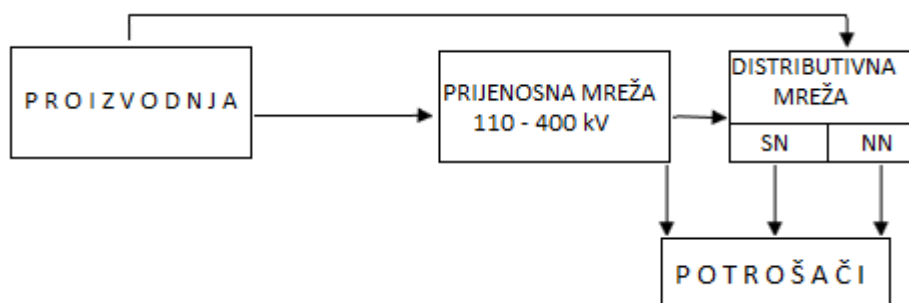 P R O I Z V O D N J A
PRIJENOSNA MREŽA
110 - 400 kV
DISTRIBUTIVNA
MREŽA
SN NN
P O T R O Š A Č I